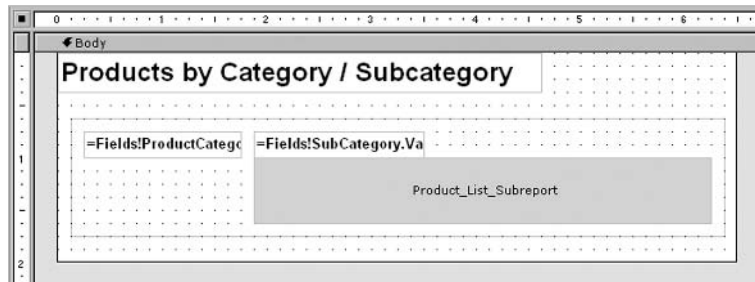 0 1 2 3 4 5 6
Body
Products by Category / Subcategory
=Fields!ProductCatego =Fields!SubCategory.Va
1
Product_List_Subreport
2